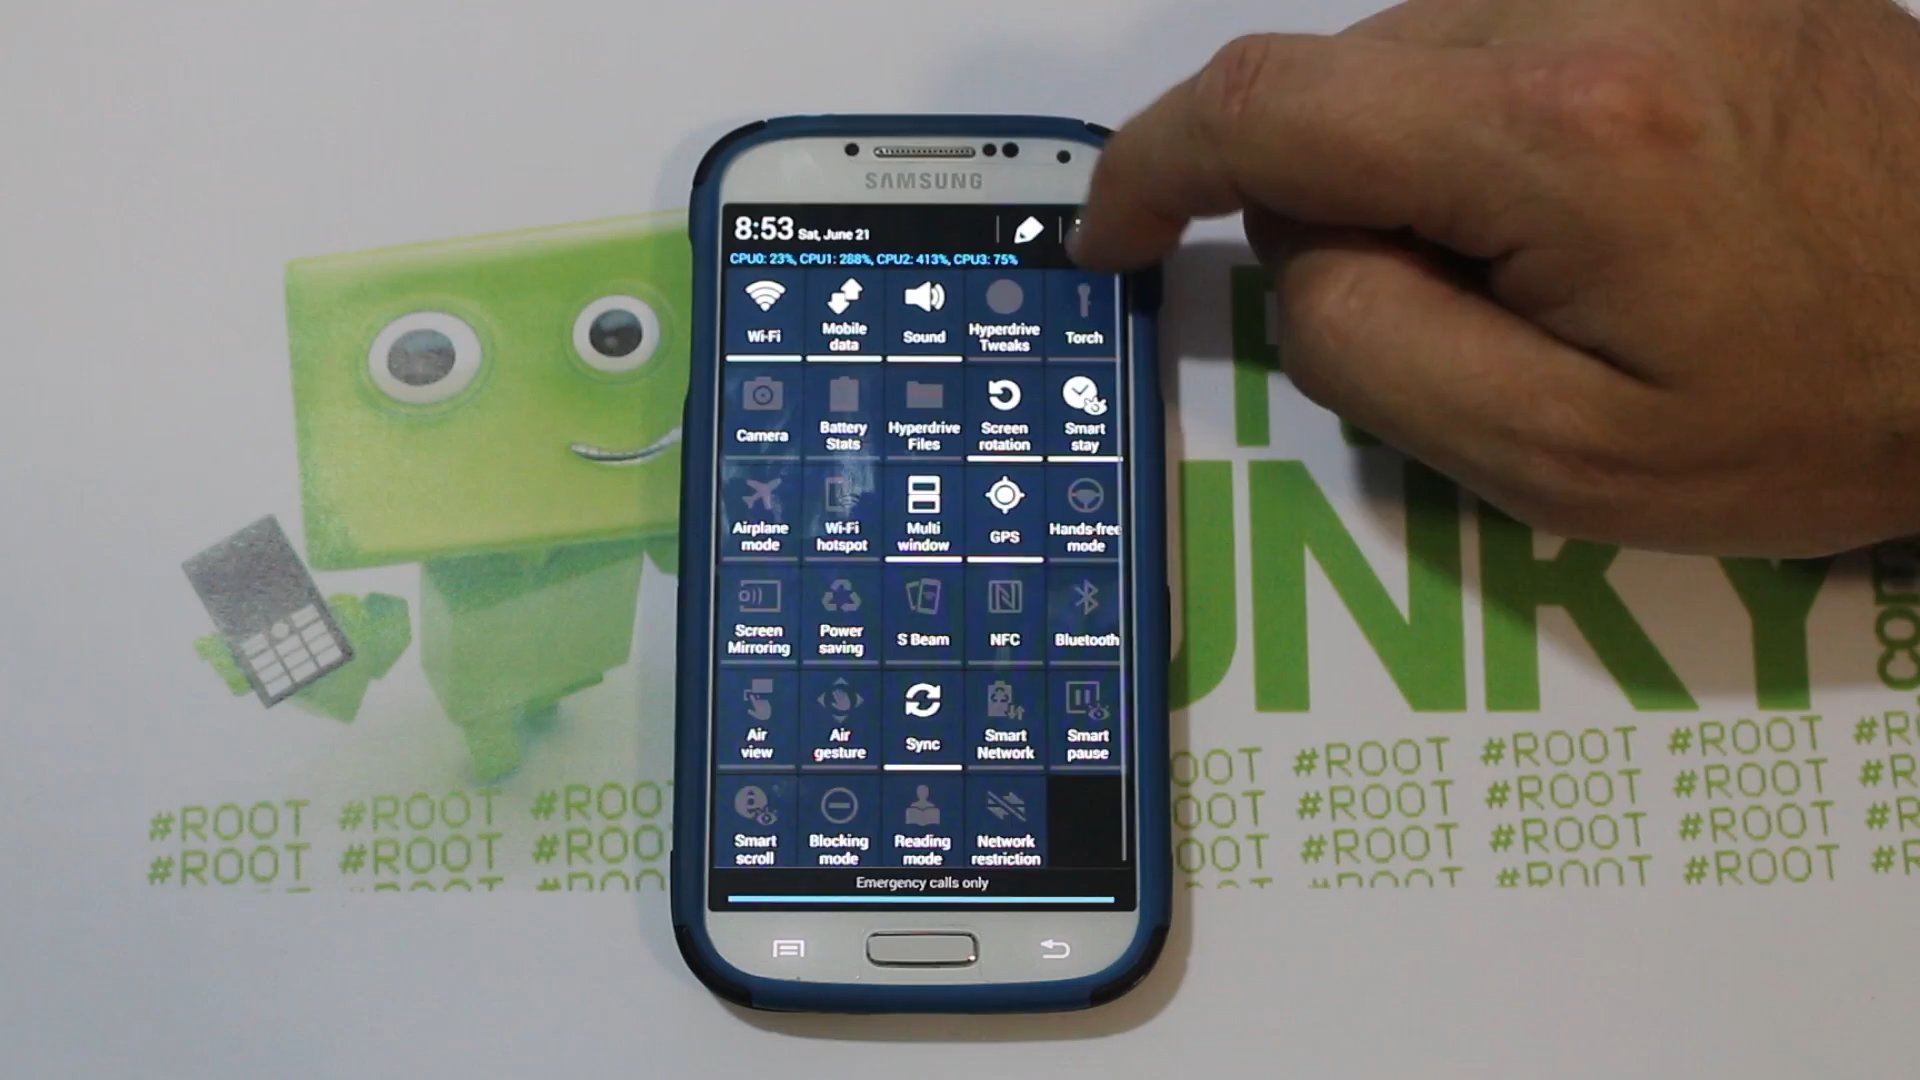 SAMSUNG
8:53 Sat, June 21
CPU0: 23%, CPU1: 288%, CPU2: 413%, CPU3: 75%
Wi-Fi
Mobile data
Sound
Hyperdrive Tweaks
Torch
Camera
Battery Stats
Hyperdrive Files
Screen rotation
Smart stay
Airplane mode
Wi-Fi hotspot
Multi window
GPS
Hands-free mode
Screen Mirroring
Power saving
S Beam
NFC
Bluetooth
Air view
Air gesture
Sync
Smart Network
Smart pause
Smart scroll
Blocking mode
Reading mode
Network restriction
Emergency calls only
UNKY
com
#ROOT #ROOT #ROOT #ROOT #ROOT #ROOT
#ROOT #ROOT #ROOT #ROOT #ROOT #ROOT
#ROOT #ROOT #ROOT
#ROOT #ROOT #ROOT